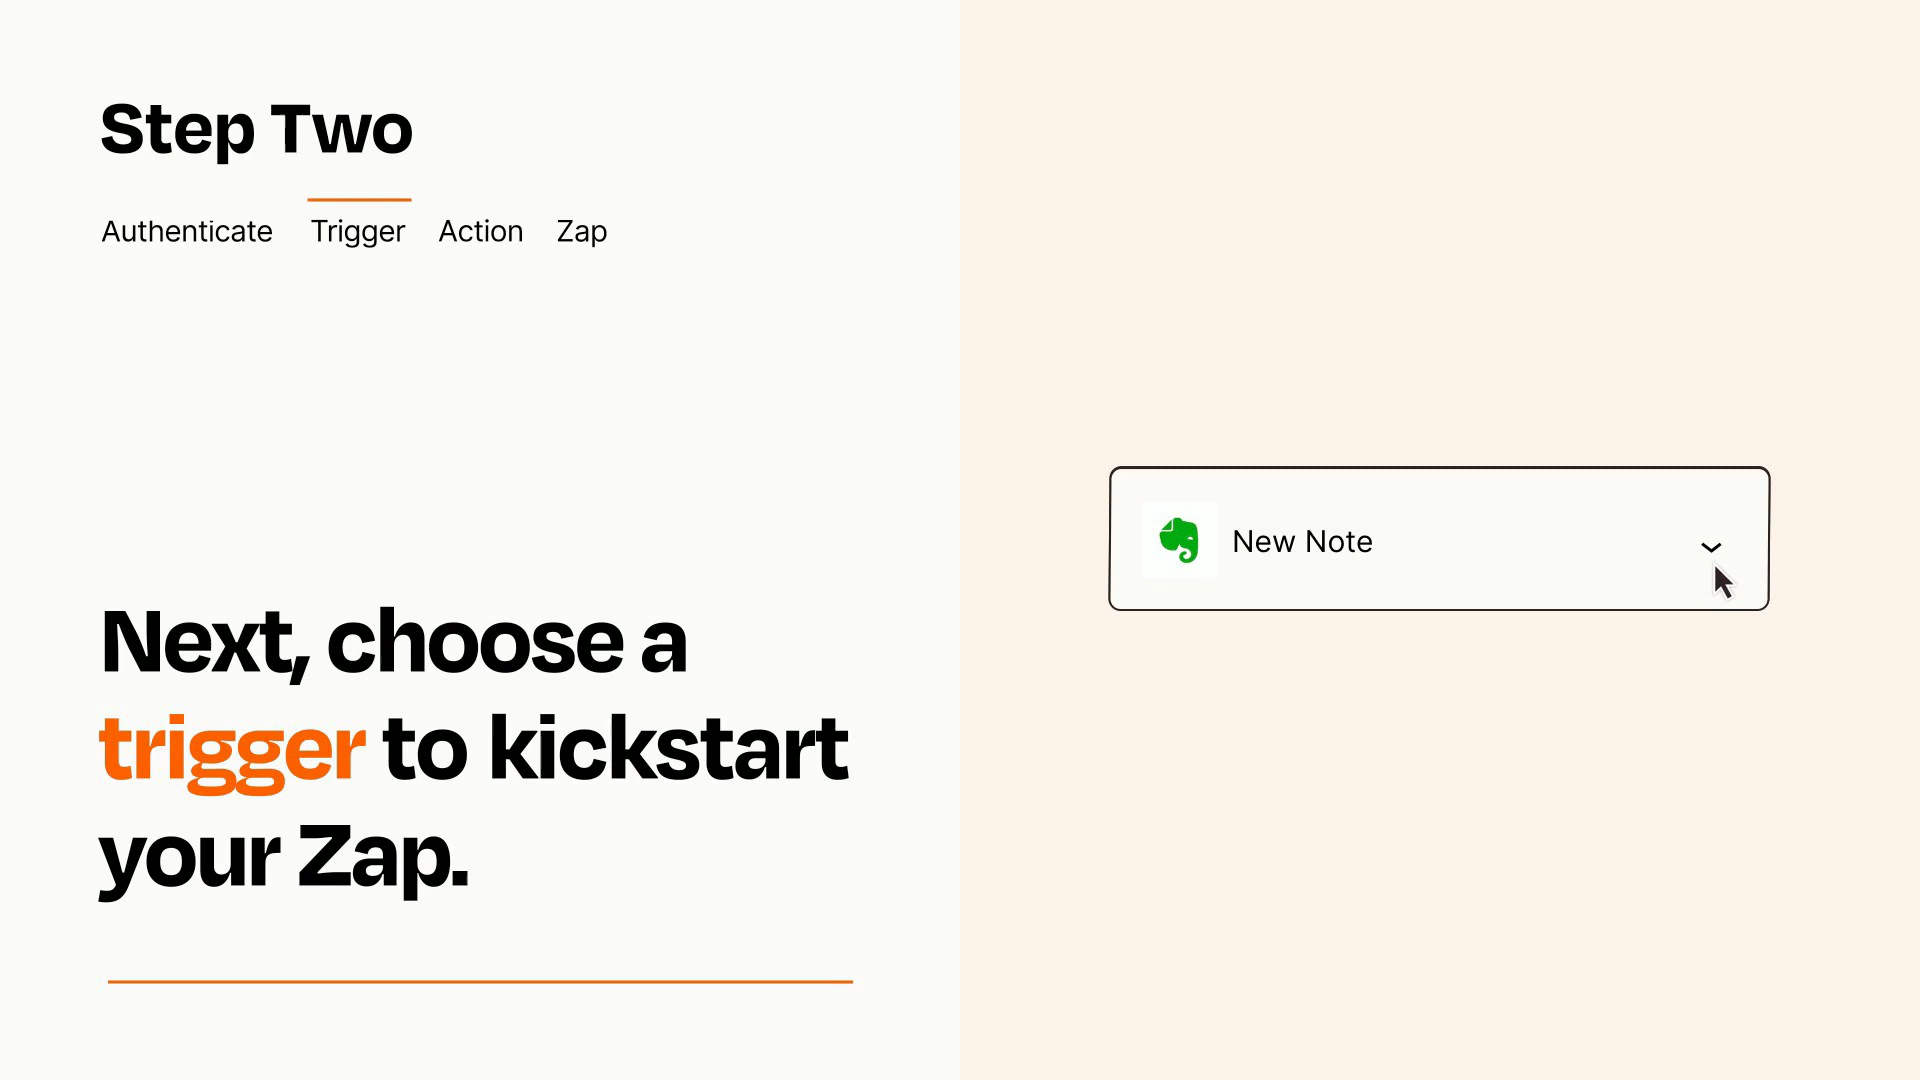 Step Two
Authenticate Trigger Action Zap
Next, choose a
trigger to kickstart
your Zap.
New Note